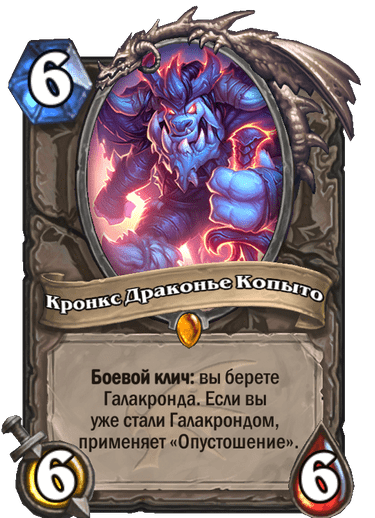 6
Кронкс Драконье Копыто
Боевой клич: вы берете
Галакронда. Если вы
уже стали Галакрондом,
применяет «Опустошение».
6
6